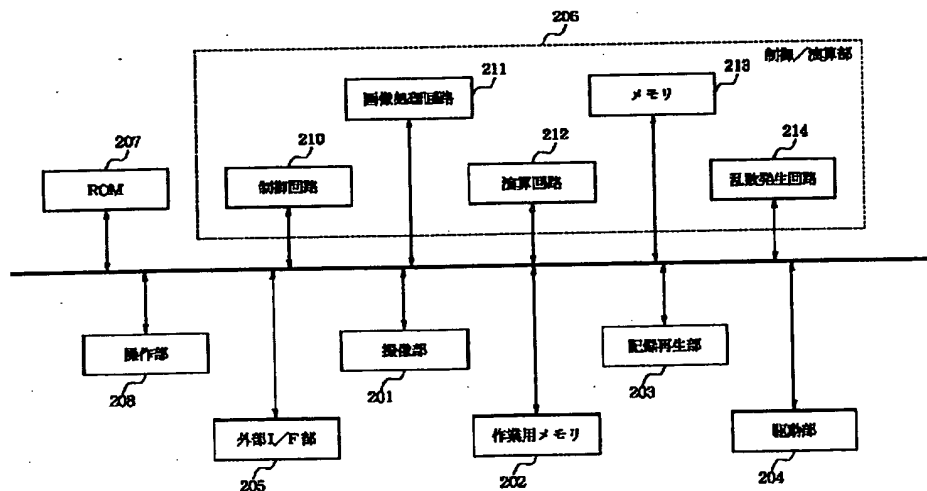 206
制御／演算部
211
画像処理回路
213
メモリ
207
ROM
210
制御回路
212
演算回路
214
乱数発生回路
操作部
208
撮像部
201
記録再生部
203
外部I／F部
205
作業用メモリ
202
駆動部
204